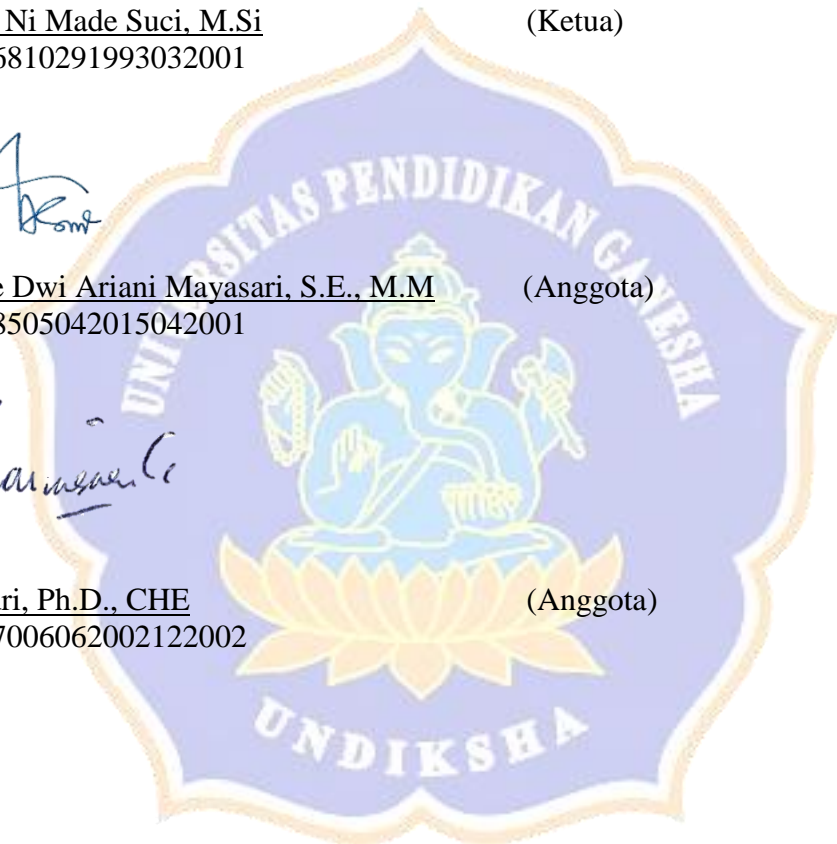 Ni Made Suci, M.Si (Ketua)
6810291993032001
UNIVERSITAS PENDIDIKAN GANESHA
Dwi Ariani Mayasari, S.E., M.M (Anggota)
8505042015042001
ri, Ph.D., CHE (Anggota)
7006062002122002
UNDIKSHA